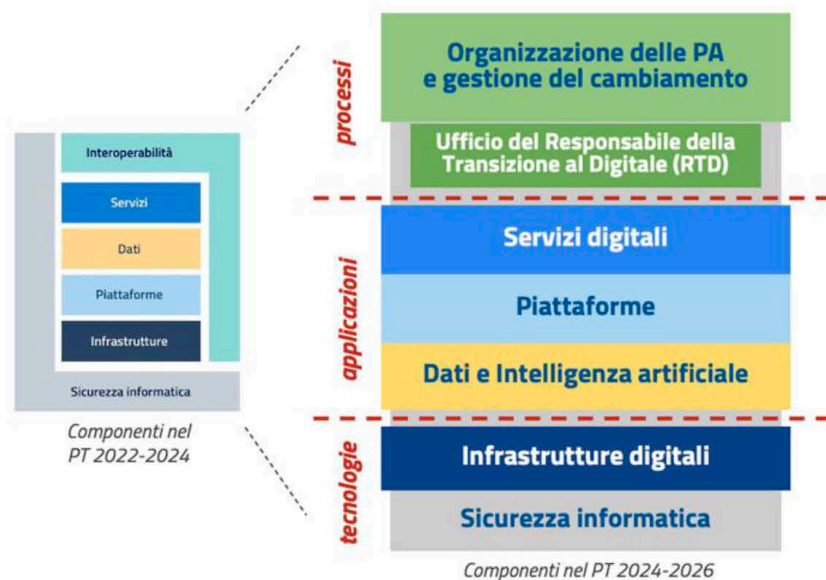 Interoperabilità
Servizi
Dati
Piattaforme
Infrastrutture
Sicurezza informatica
Componenti nel
PT 2022-2024
processi
Organizzazione delle PA
e gestione del cambiamento
Ufficio del Responsabile della
Transizione al Digitale (RTD)
applicazioni
Servizi digitali
Piattaforme
Dati e Intelligenza artificiale
tecnologie
Infrastrutture digitali
Sicurezza informatica
Componenti nel PT 2024-2026